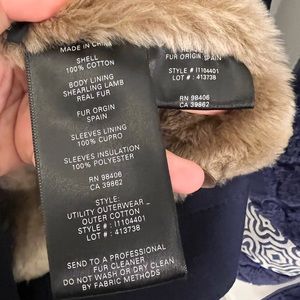 MADE IN CHINA
SHELL
100% COTTON
BODY LINING
SHEARLING LAMB
REAL FUR
FUR ORGIN
SPAIN
SLEEVES LINING
100% CUPRO
SLEEVES INSULATION
100% POLYESTER
RN 98406
CA 39862
STYLE:
UTILITY OUTERWEAR _
OUTER COTTON
STYLE # : I1104401
LOT # : 413738
SEND TO A PROFESSIONAL
FUR CLEANER
DO NOT WASH OR DRY CLEAN
BY FABRIC METHODS
FUR ORIGIN: SPAIN
STYLE # : I1104401
LOT # : 413738
RN 98406
CA 39862